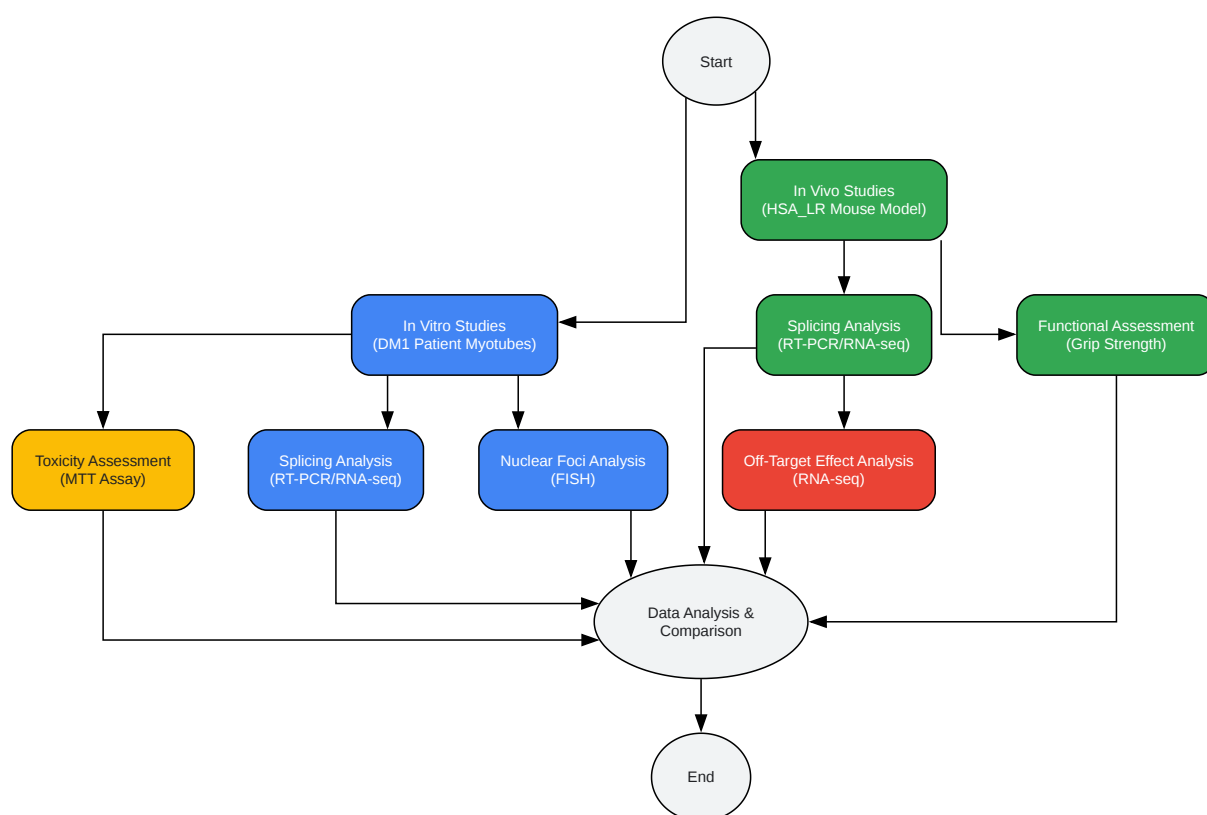 Start
In Vivo Studies
(HSA_LR Mouse Model)
In Vitro Studies
(DM1 Patient Myotubes)
Splicing Analysis
(RT-PCR/RNA-seq)
Functional Assessment
(Grip Strength)
Toxicity Assessment
(MTT Assay)
Splicing Analysis
(RT-PCR/RNA-seq)
Nuclear Foci Analysis
(FISH)
Off-Target Effect Analysis
(RNA-seq)
Data Analysis &
Comparison
End